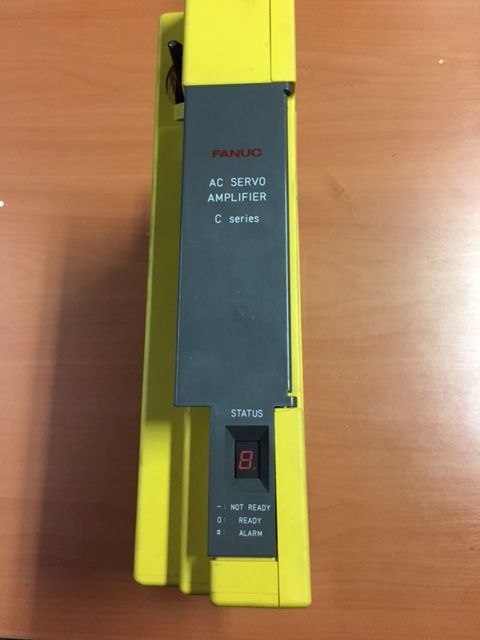 FANUC
AC SERVO
AMPLIFIER
C series
STATUS
8.
-: NOT READY
0: READY
#: ALARM